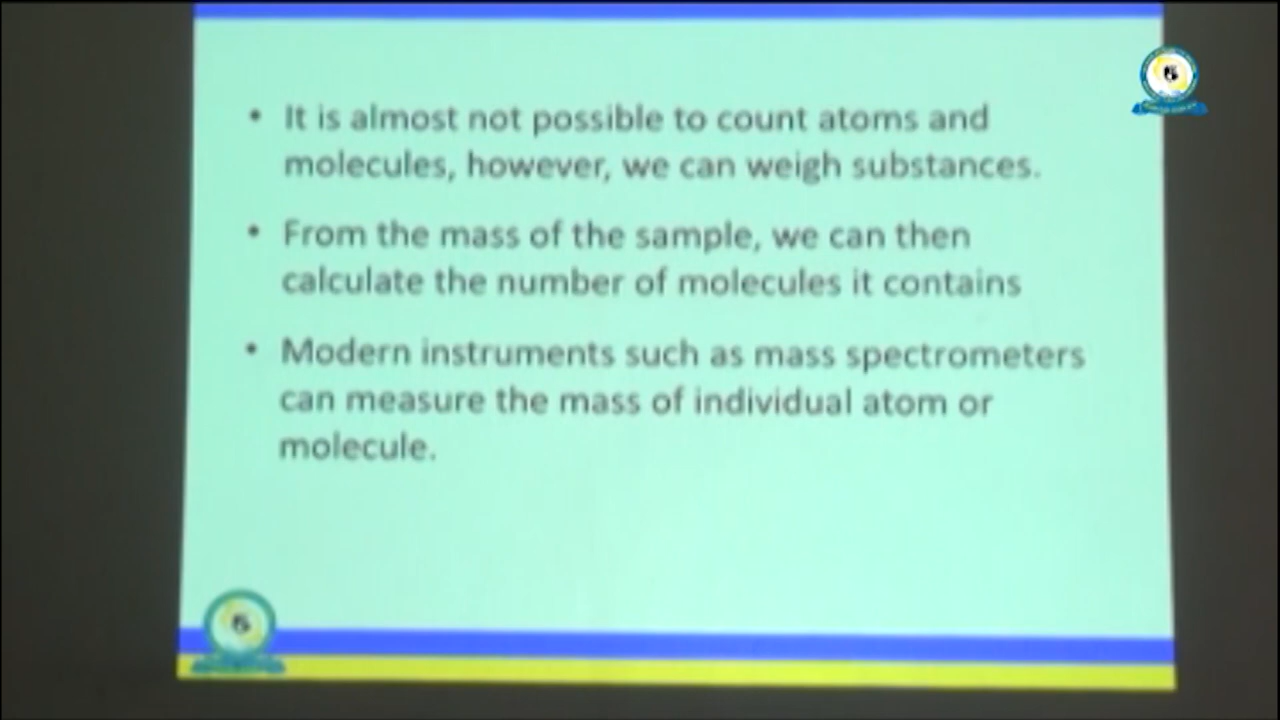 • It is almost not possible to count atoms and
molecules, however, we can weigh substances.
• From the mass of the sample, we can then
calculate the number of molecules it contains
• Modern instruments such as mass spectrometers
can measure the mass of individual atom or
molecule.